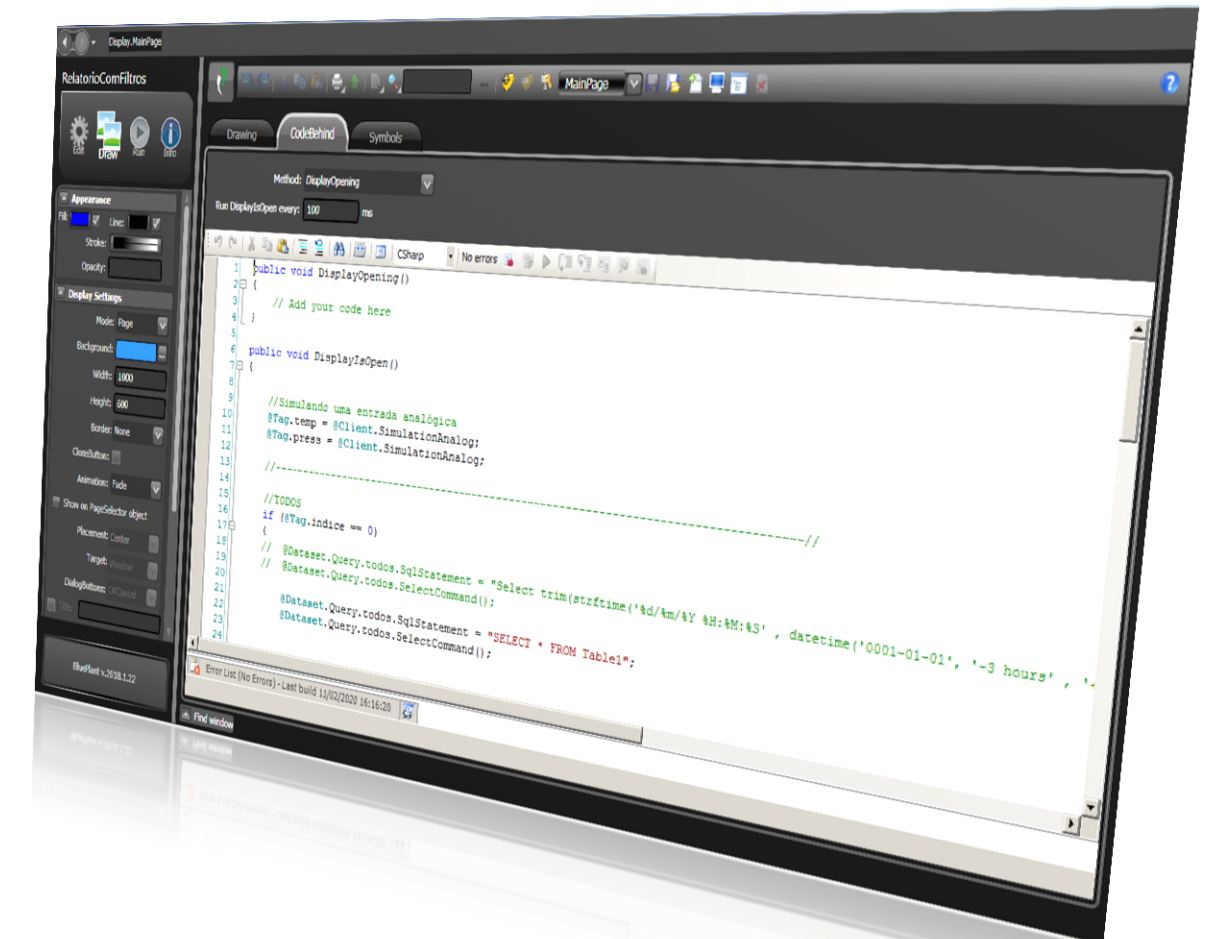 Display.MainPage
RelatorioComFiltros
Edit Draw Run Info
MainPage
Drawing CodeBehind Symbols
Method: DisplayOpening
Run DisplayIsOpen every: 100 ms
Appearance
Fill: Line:
Stroke:
Opacity:
Display Settings
Mode: Page
Background:
Width: 1000
Height: 600
Border: None
CloseButton:
Animation: Fade
Show on PageSelector object
Placement: Center
Target: Window
DialogButtons: OkCancel
Title:
BluePlant v.2018.1.22
CSharp No errors
1 public void DisplayOpening()
2 {
3 // Add your code here
4 }
5
6 public void DisplayIsOpen()
7 {
8
9 //Simulando uma entrada analógica
10 @Tag.temp = @Client.SimulationAnalog;
11 @Tag.press = @Client.SimulationAnalog;
12
13 //--------------------------------------------------------------------------------//
14
15 //TODOS
16 if (@Tag.indice == 0)
17 {
18 // @Dataset.Query.todos.SqlStatement = "Select trim(strftime('%d/%m/%Y %H:%M:%S' , datetime('0001-01-01', '-3 hours' ,
19 // @Dataset.Query.todos.SelectCommand();
20
21 @Dataset.Query.todos.SqlStatement = "SELECT * FROM Table1";
22 @Dataset.Query.todos.SelectCommand();
23
24
Error List (No Errors) - Last build 11/02/2020 16:16:20
Find window